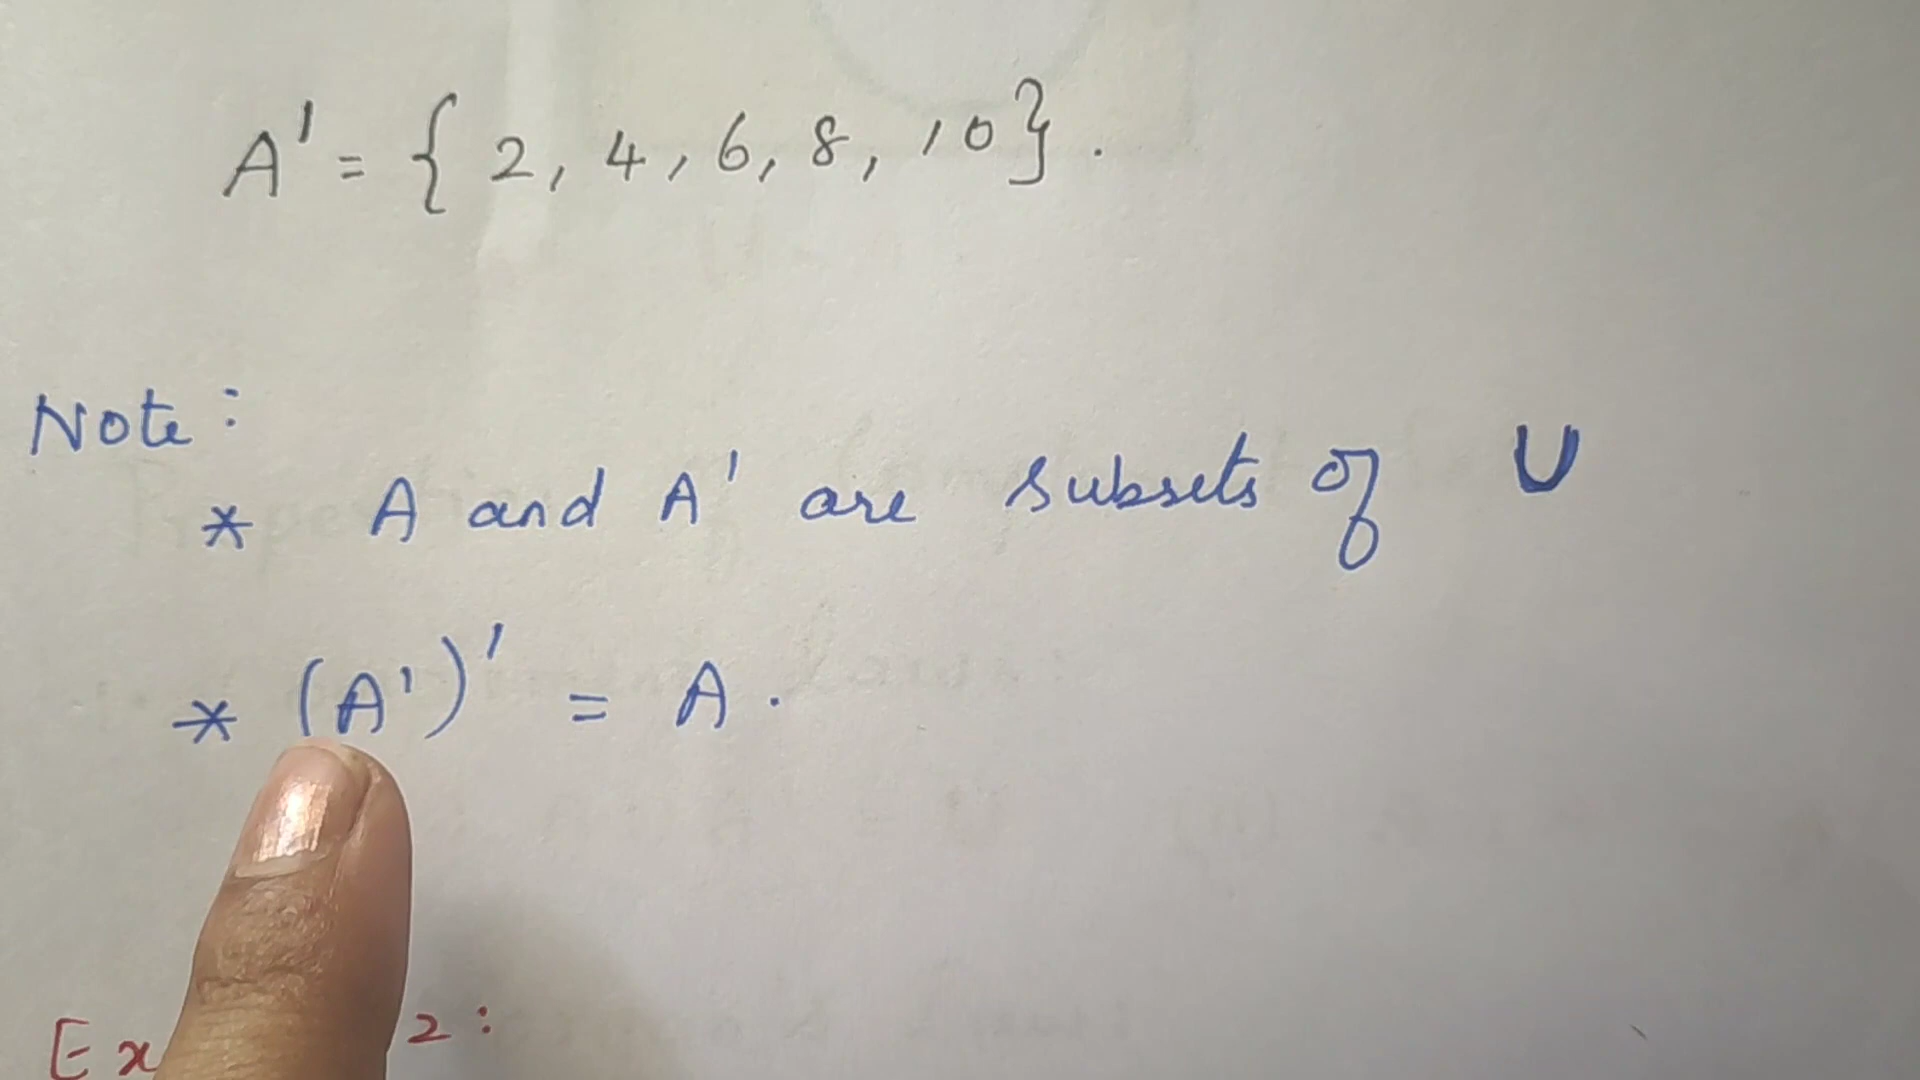 A' = { 2, 4, 6, 8, 10 }.
Note :
* A and A' are subsets of U
* (A')' = A .
2 :